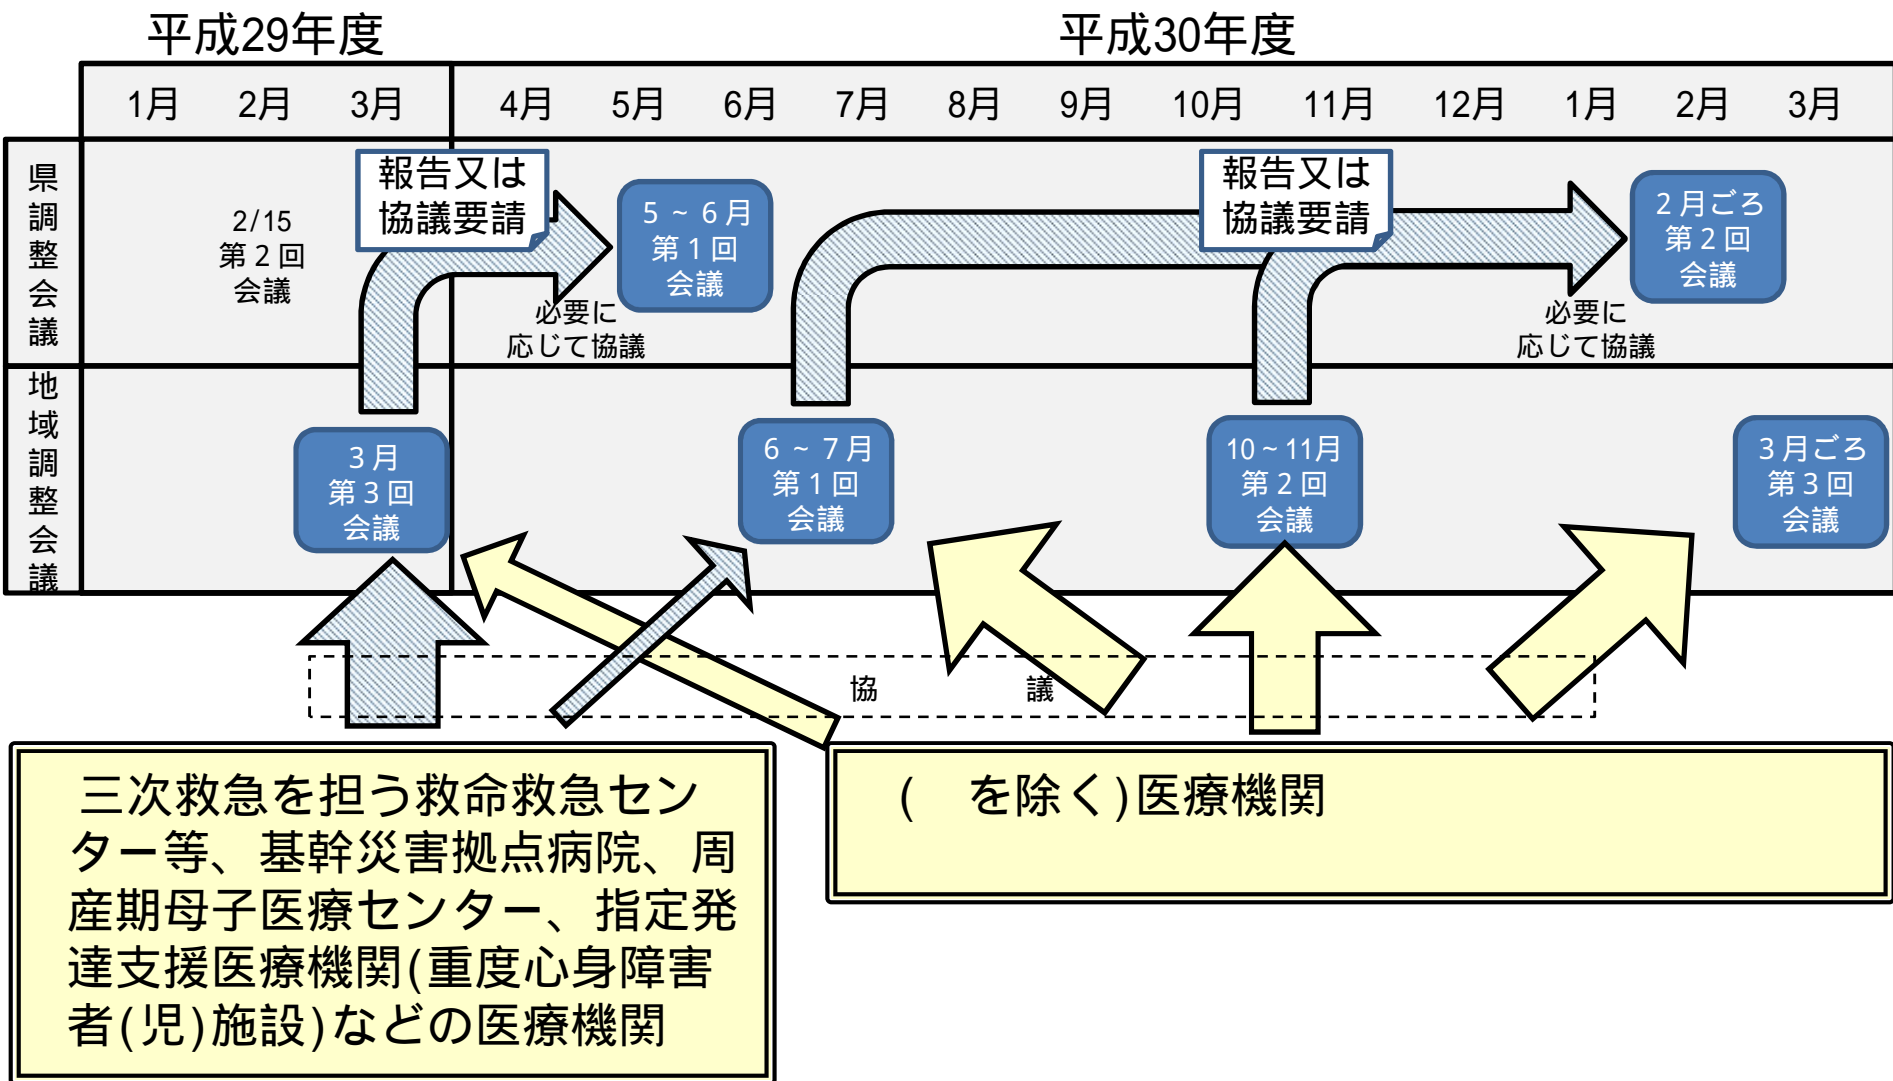 平成29年度
平成30年度
1月 2月 3月 4月 5月 6月 7月 8月 9月 10月 11月 12月 1月 2月 3月
県調整会議
2/15
第２回
会議
報告又は
協議要請
必要に
応じて協議
５~６月
第１回
会議
報告又は
協議要請
必要に
応じて協議
２月ごろ
第２回
会議
地域調整会議
３月
第３回
会議
６~７月
第１回
会議
10~11月
第２回
会議
３月ごろ
第３回
会議
協　議
三次救急を担う救命救急セン
ター等、基幹災害拠点病院、周
産期母子医療センター、指定発
達支援医療機関(重度心身障害
者(児)施設)などの医療機関
(　を除く)医療機関